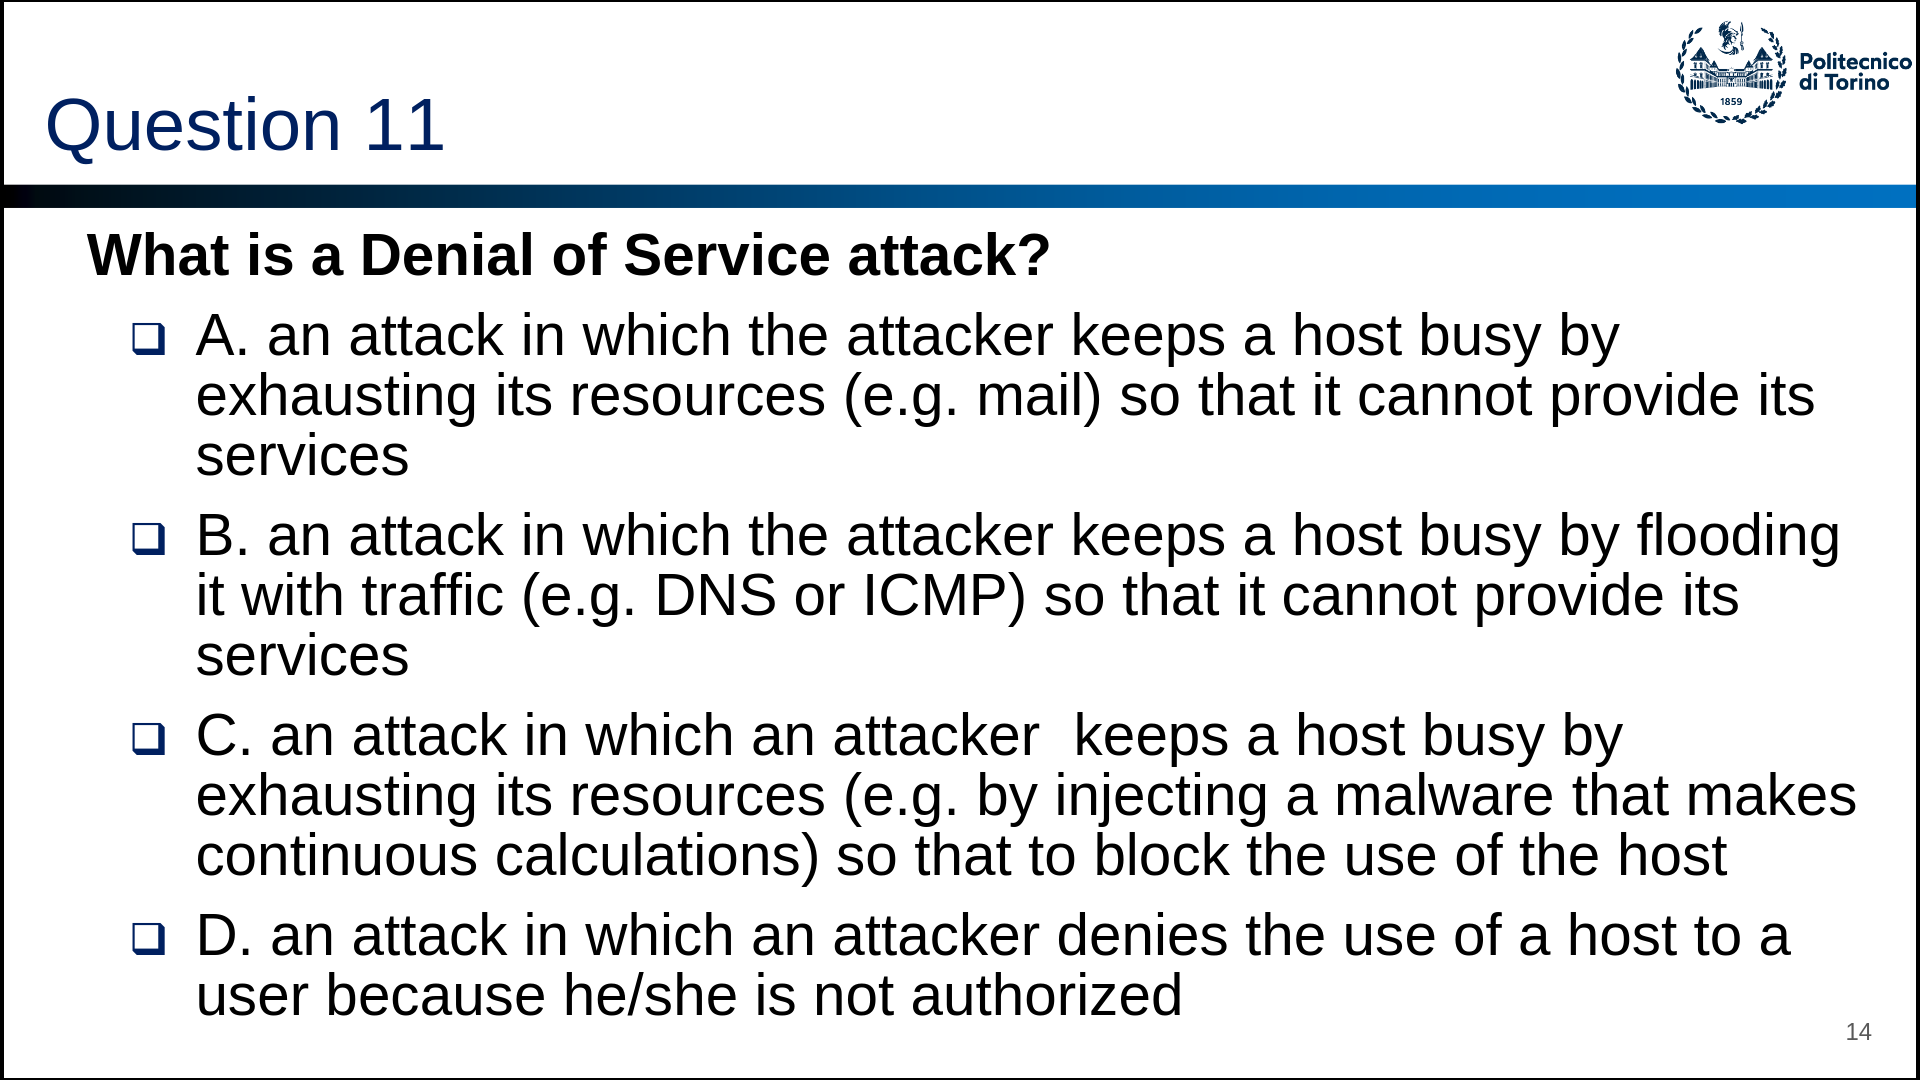 Politecnico
di Torino
1859
Question 11
What is a Denial of Service attack?
❑ A. an attack in which the attacker keeps a host busy by
exhausting its resources (e.g. mail) so that it cannot provide its
services
❑ B. an attack in which the attacker keeps a host busy by flooding
it with traffic (e.g. DNS or ICMP) so that it cannot provide its
services
❑ C. an attack in which an attacker  keeps a host busy by
exhausting its resources (e.g. by injecting a malware that makes
continuous calculations) so that to block the use of the host
❑ D. an attack in which an attacker denies the use of a host to a
user because he/she is not authorized
14